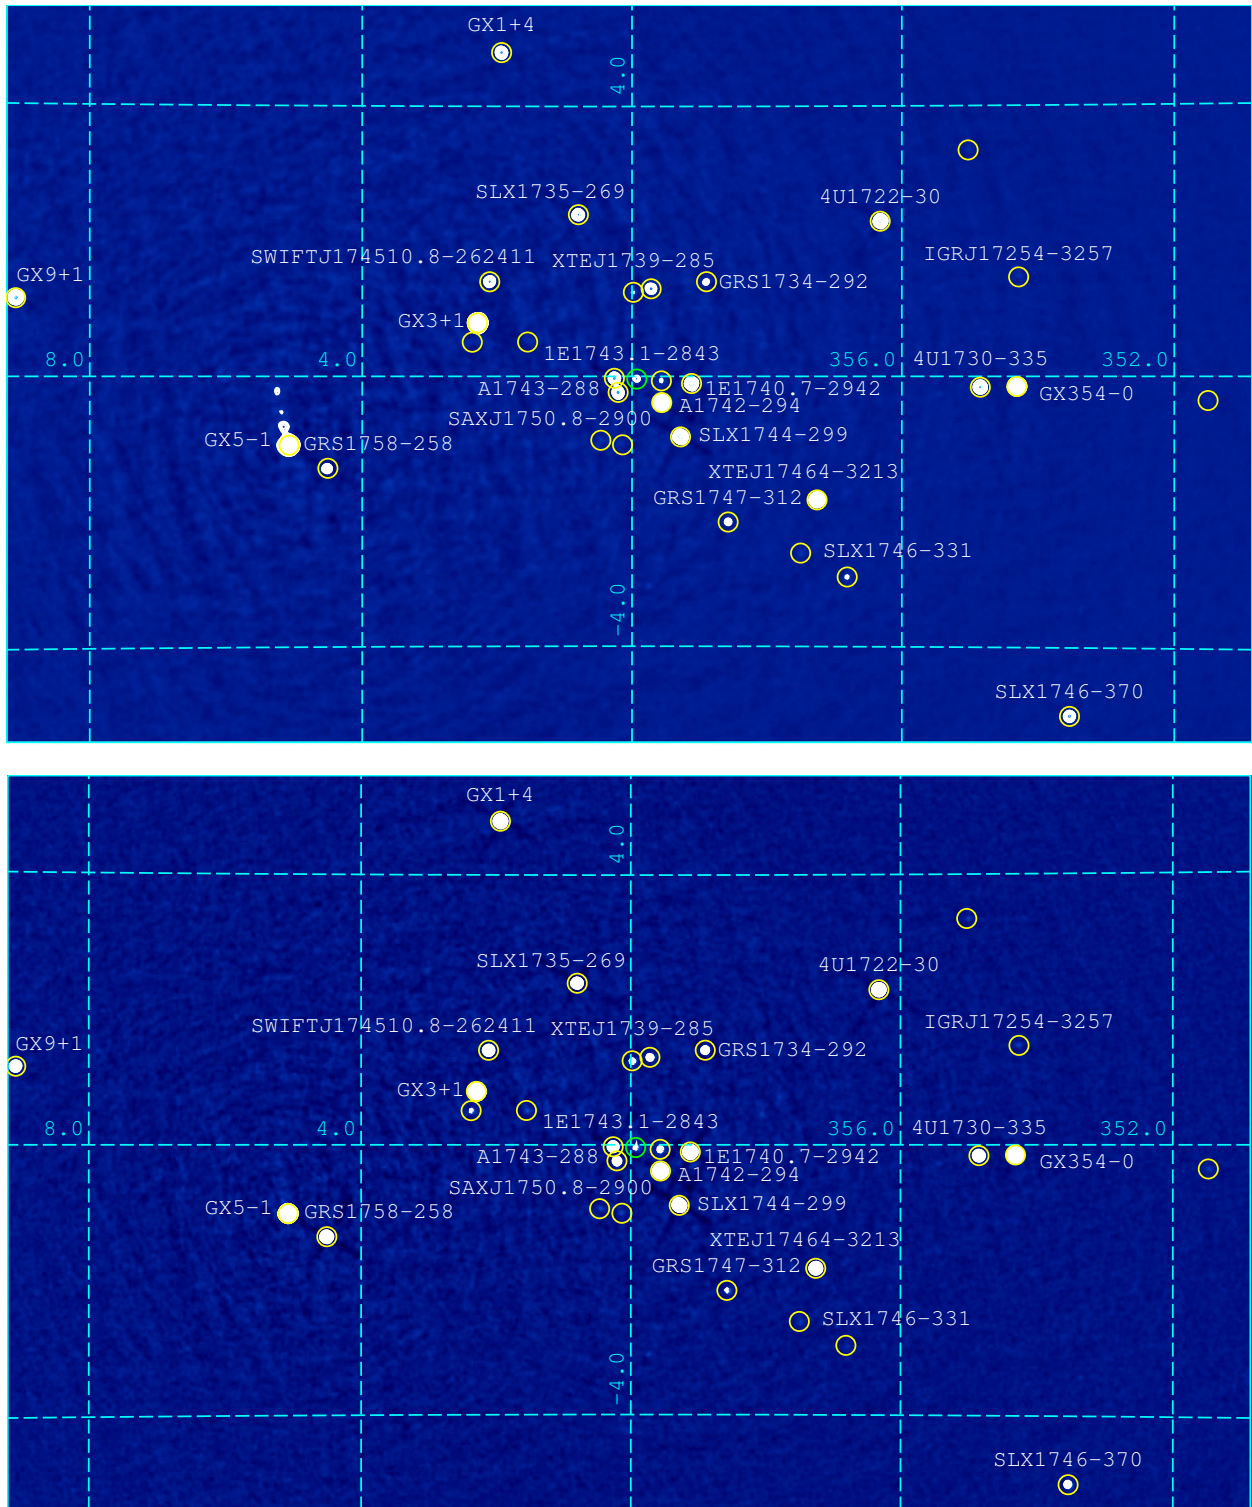 GX1+4
4.0
SLX1735-269
4U1722-30
SWIFTJ174510.8-262411
XTEJ1739-285
IGRJ17254-3257
GX9+1
GRS1734-292
GX3+1
8.0
4.0
1E1743.1-2843
356.0
4U1730-335
352.0
A1743-288
1E1740.7-2942
GX354-0
A1742-294
SAXJ1750.8-2900
GX5-1
GRS1758-258
SLX1744-299
XTEJ17464-3213
GRS1747-312
SLX1746-331
-4.0
SLX1746-370
GX1+4
4.0
SLX1735-269
4U1722-30
SWIFTJ174510.8-262411
XTEJ1739-285
IGRJ17254-3257
GX9+1
GRS1734-292
GX3+1
8.0
4.0
1E1743.1-2843
356.0
4U1730-335
352.0
A1743-288
1E1740.7-2942
GX354-0
A1742-294
SAXJ1750.8-2900
GX5-1
GRS1758-258
SLX1744-299
XTEJ17464-3213
GRS1747-312
SLX1746-331
-4.0
SLX1746-370